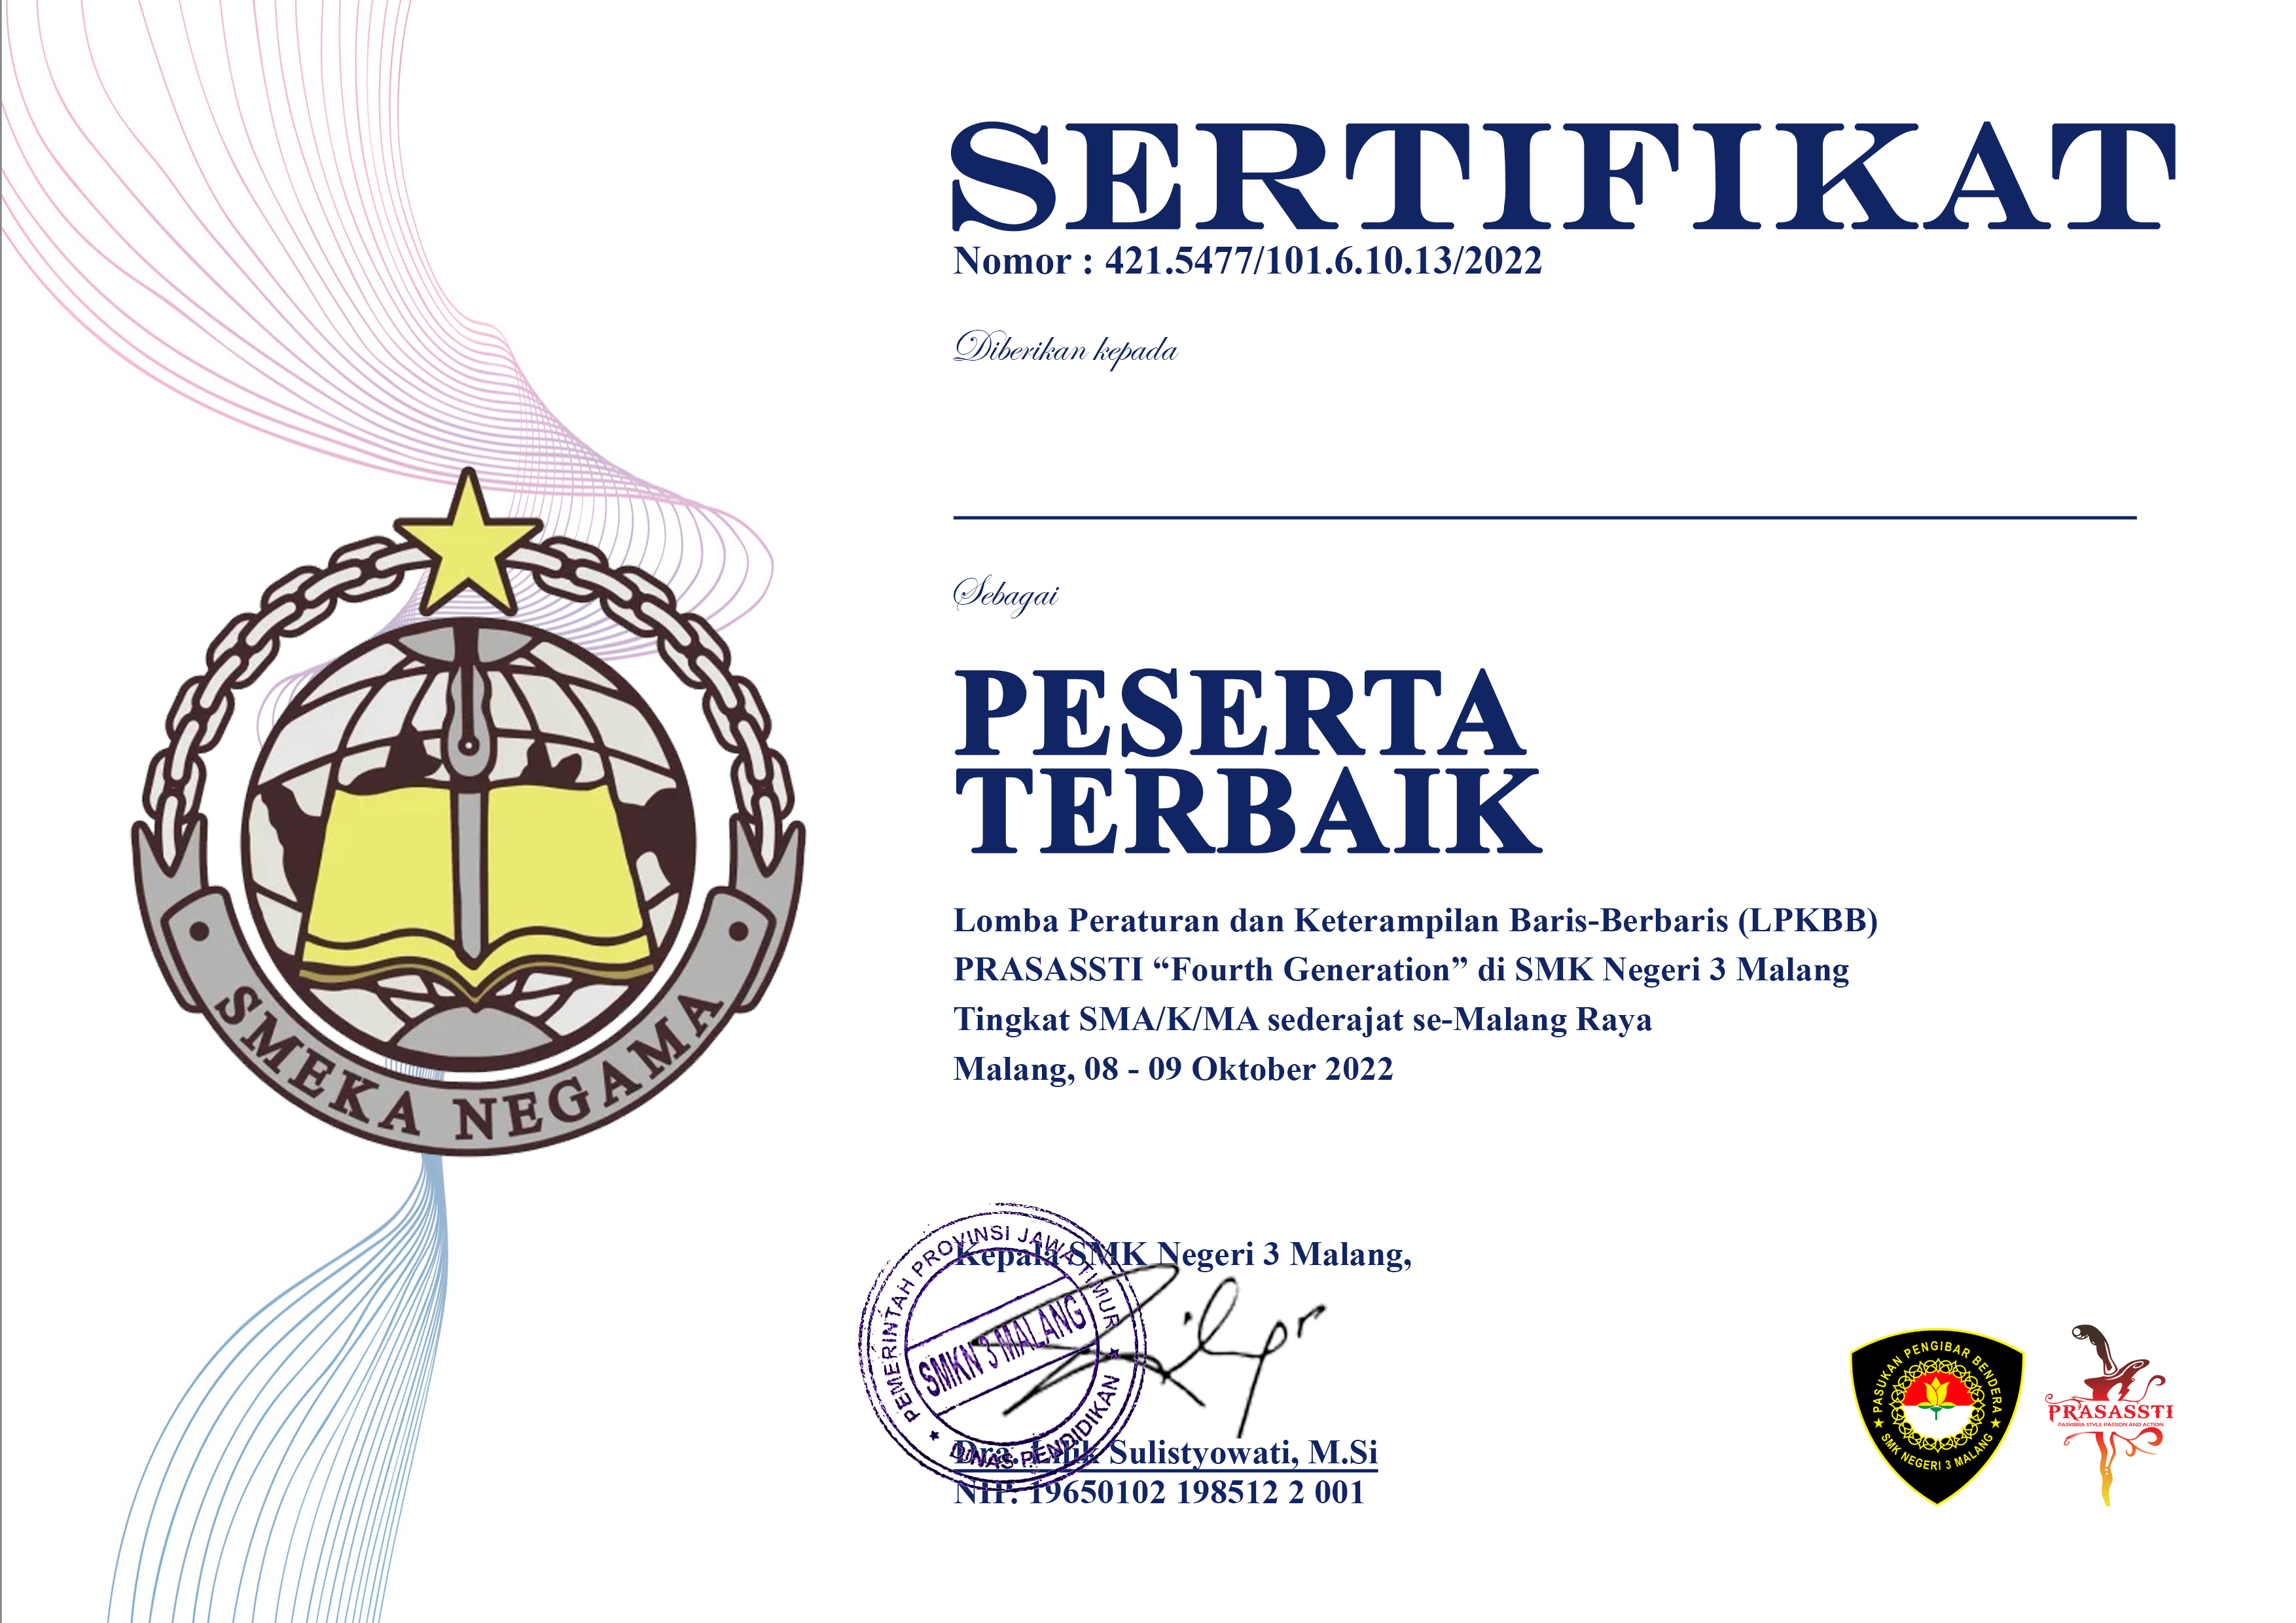 SERTIFIKAT
Nomor : 421.5477/101.6.10.13/2022
Diberikan kepada
Sebagai
PESERTA
TERBAIK
Lomba Peraturan dan Keterampilan Baris-Berbaris (LPKBB)
PRASASSTI “Fourth Generation” di SMK Negeri 3 Malang
Tingkat SMA/K/MA sederajat se-Malang Raya
Malang, 08 - 09 Oktober 2022
SMEKA NEGAMA
Kepala SMK Negeri 3 Malang,
PEMERINTAH PROVINSI JAWA TIMUR
SMKN 3 MALANG
DINAS PENDIDIKAN
Dra. Sulistyowati, M.Si
NIP. 19650102 198512 2 001
PASUKAN PENGIBAR BENDERA
SMK NEGERI 3 MALANG
PRASASSTI
PASKIBRA STYLE PASSION AND ACTION